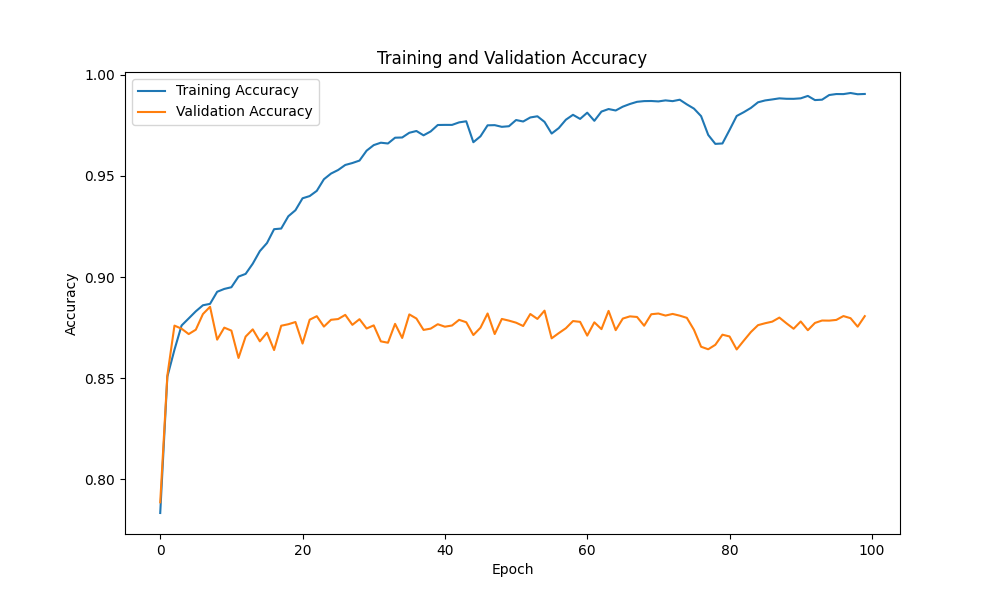 Training and Validation Accuracy
Training Accuracy
Validation Accuracy
1.00
0.95
0.90
0.85
0.80
Accuracy
0 20 40 60 80 100
Epoch